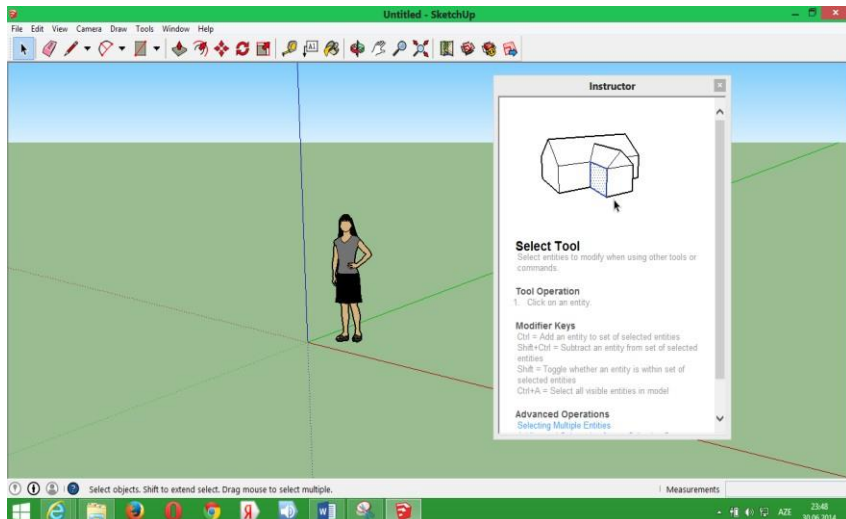 Untitled - SketchUp
File Edit View Camera Draw Tools Window Help
A1
Instructor
Select Tool
Select entities to modify when using other tools or
commands.
Tool Operation
1. Click on an entity.
Modifier Keys
Ctrl = Add an entity to set of selected entities
Shift+Ctrl = Subtract an entity from set of selected
entities
Shift = Toggle whether an entity is within set of
selected entities
Ctrl+A = Select all visible entities in model
Advanced Operations
Selecting Multiple Entities
Select objects. Shift to extend select. Drag mouse to select multiple.
Measurements
AZE
23:48
30.06.2014